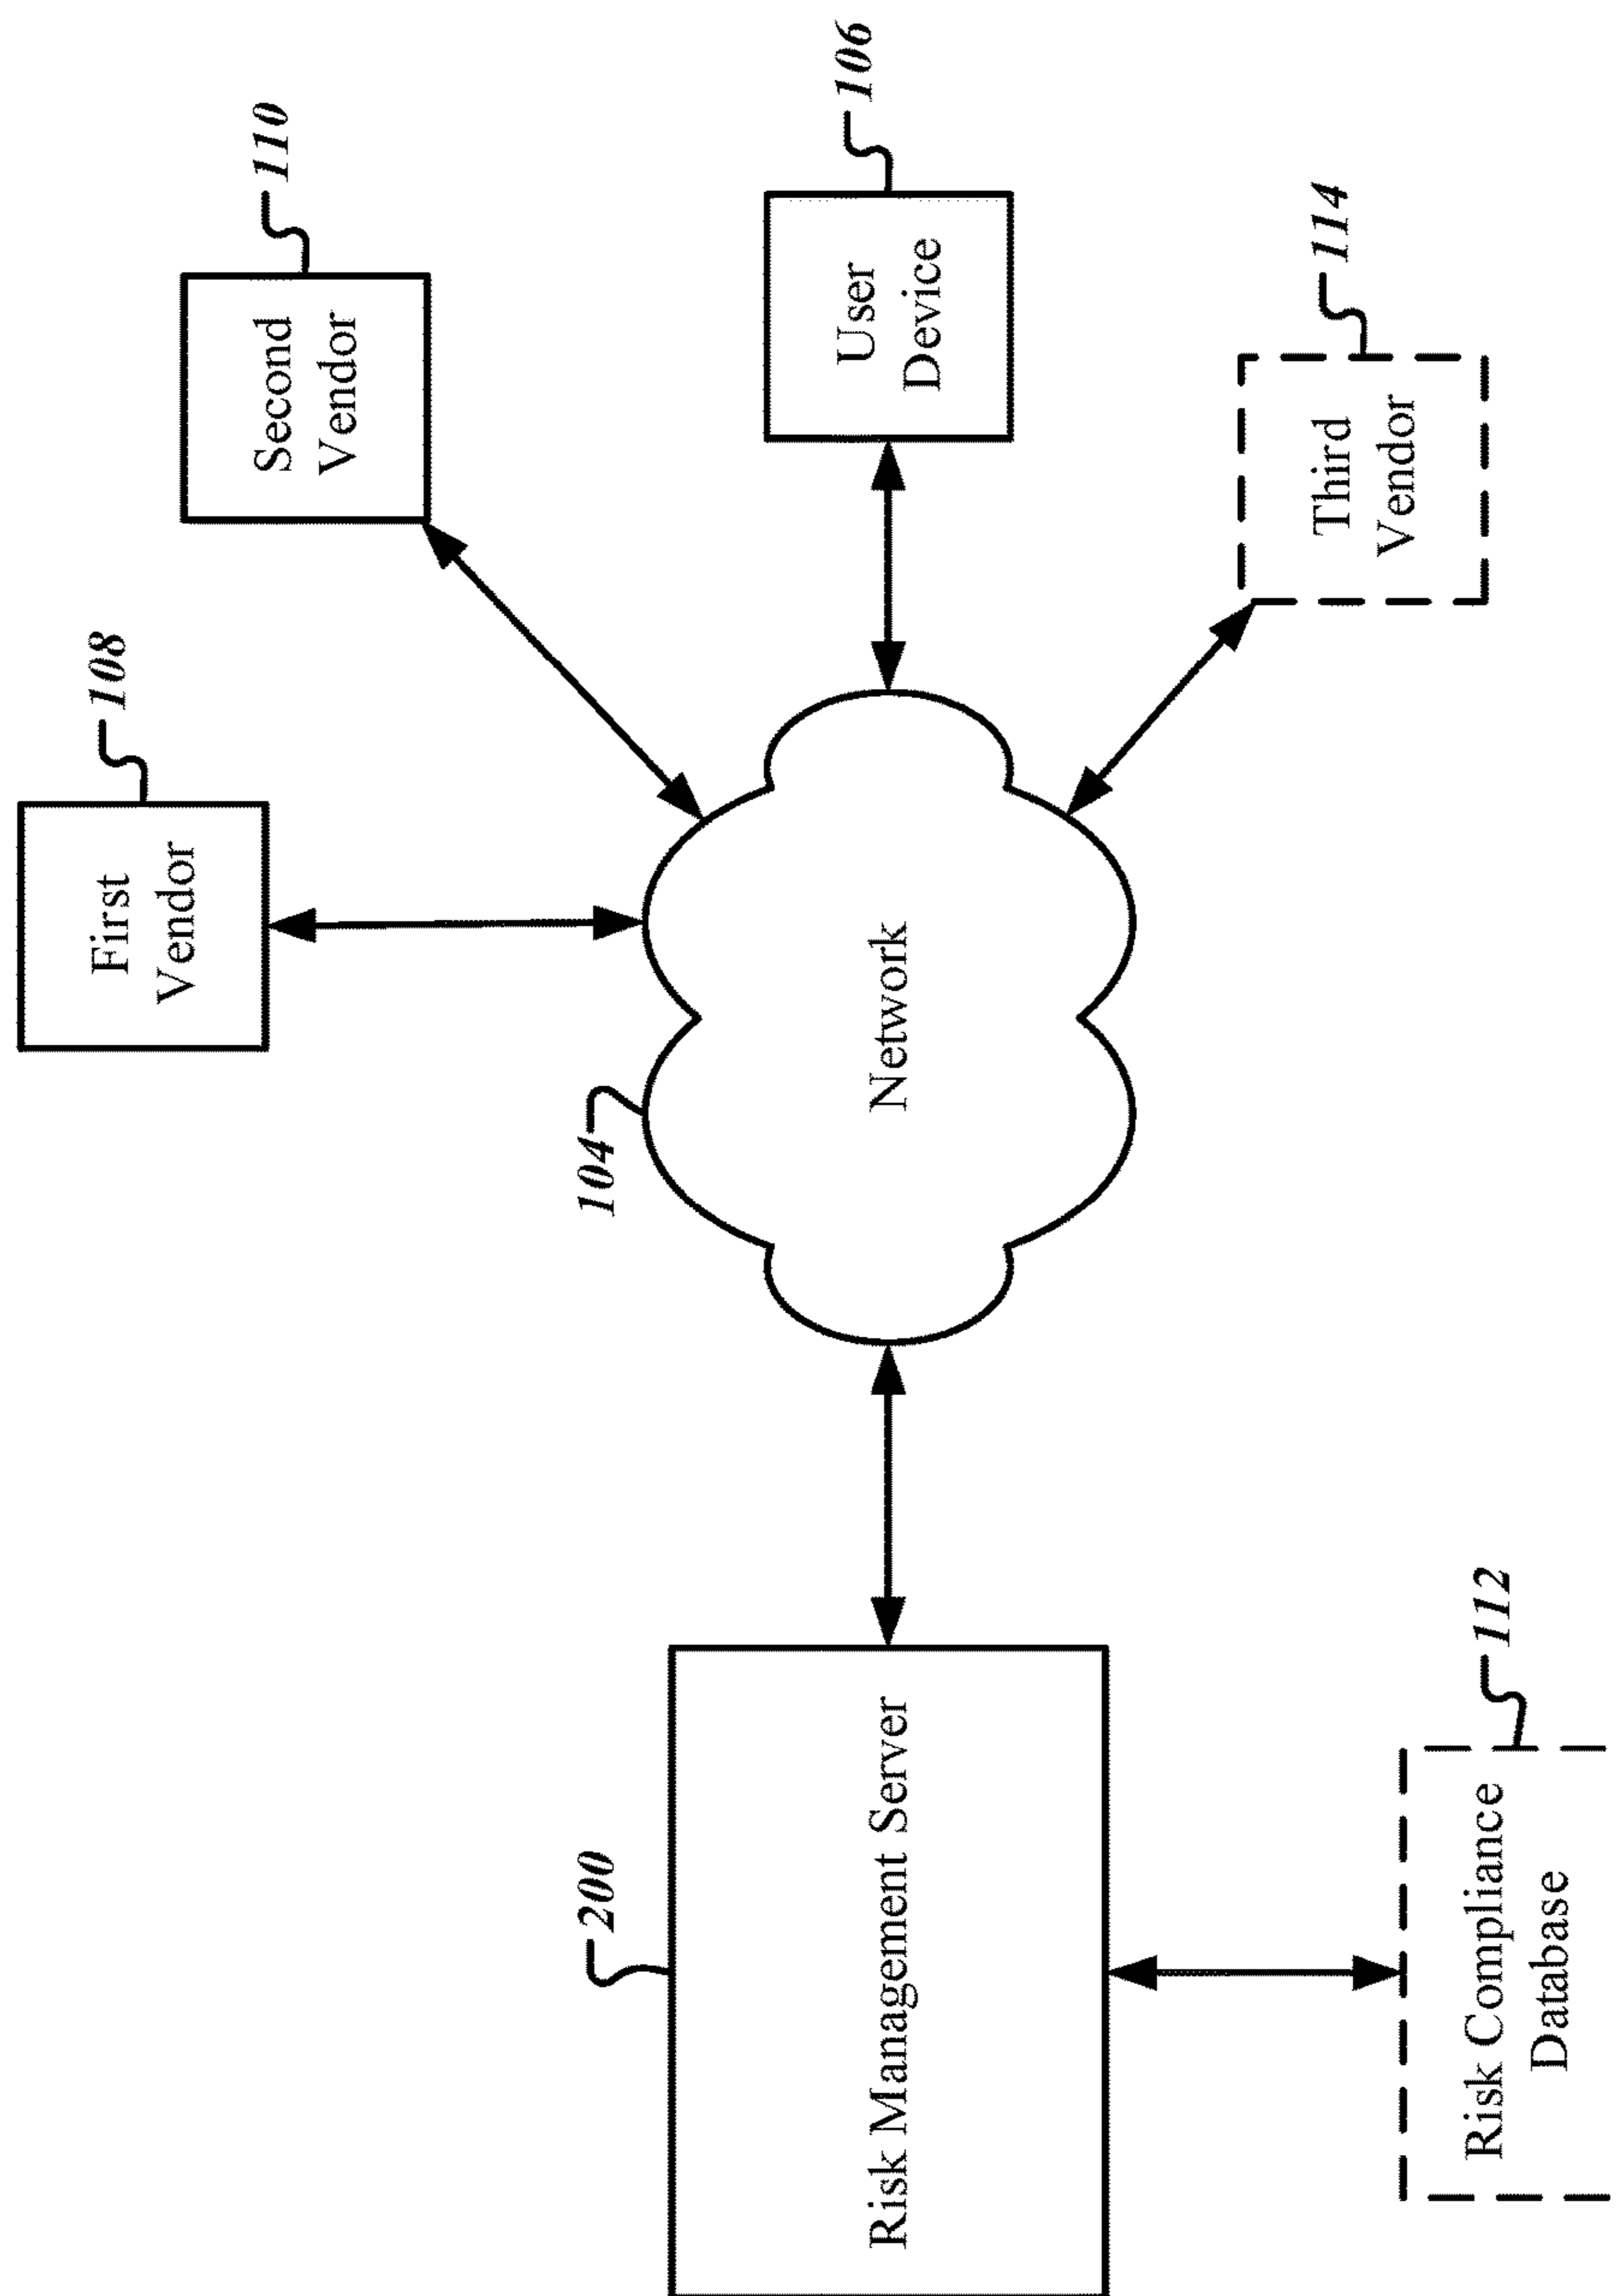 108
First
Vendor
110
Second
Vendor
106
User
Device
114
Third
Vendor
104
Network
200
Risk Management Server
112
Risk Compliance
Database